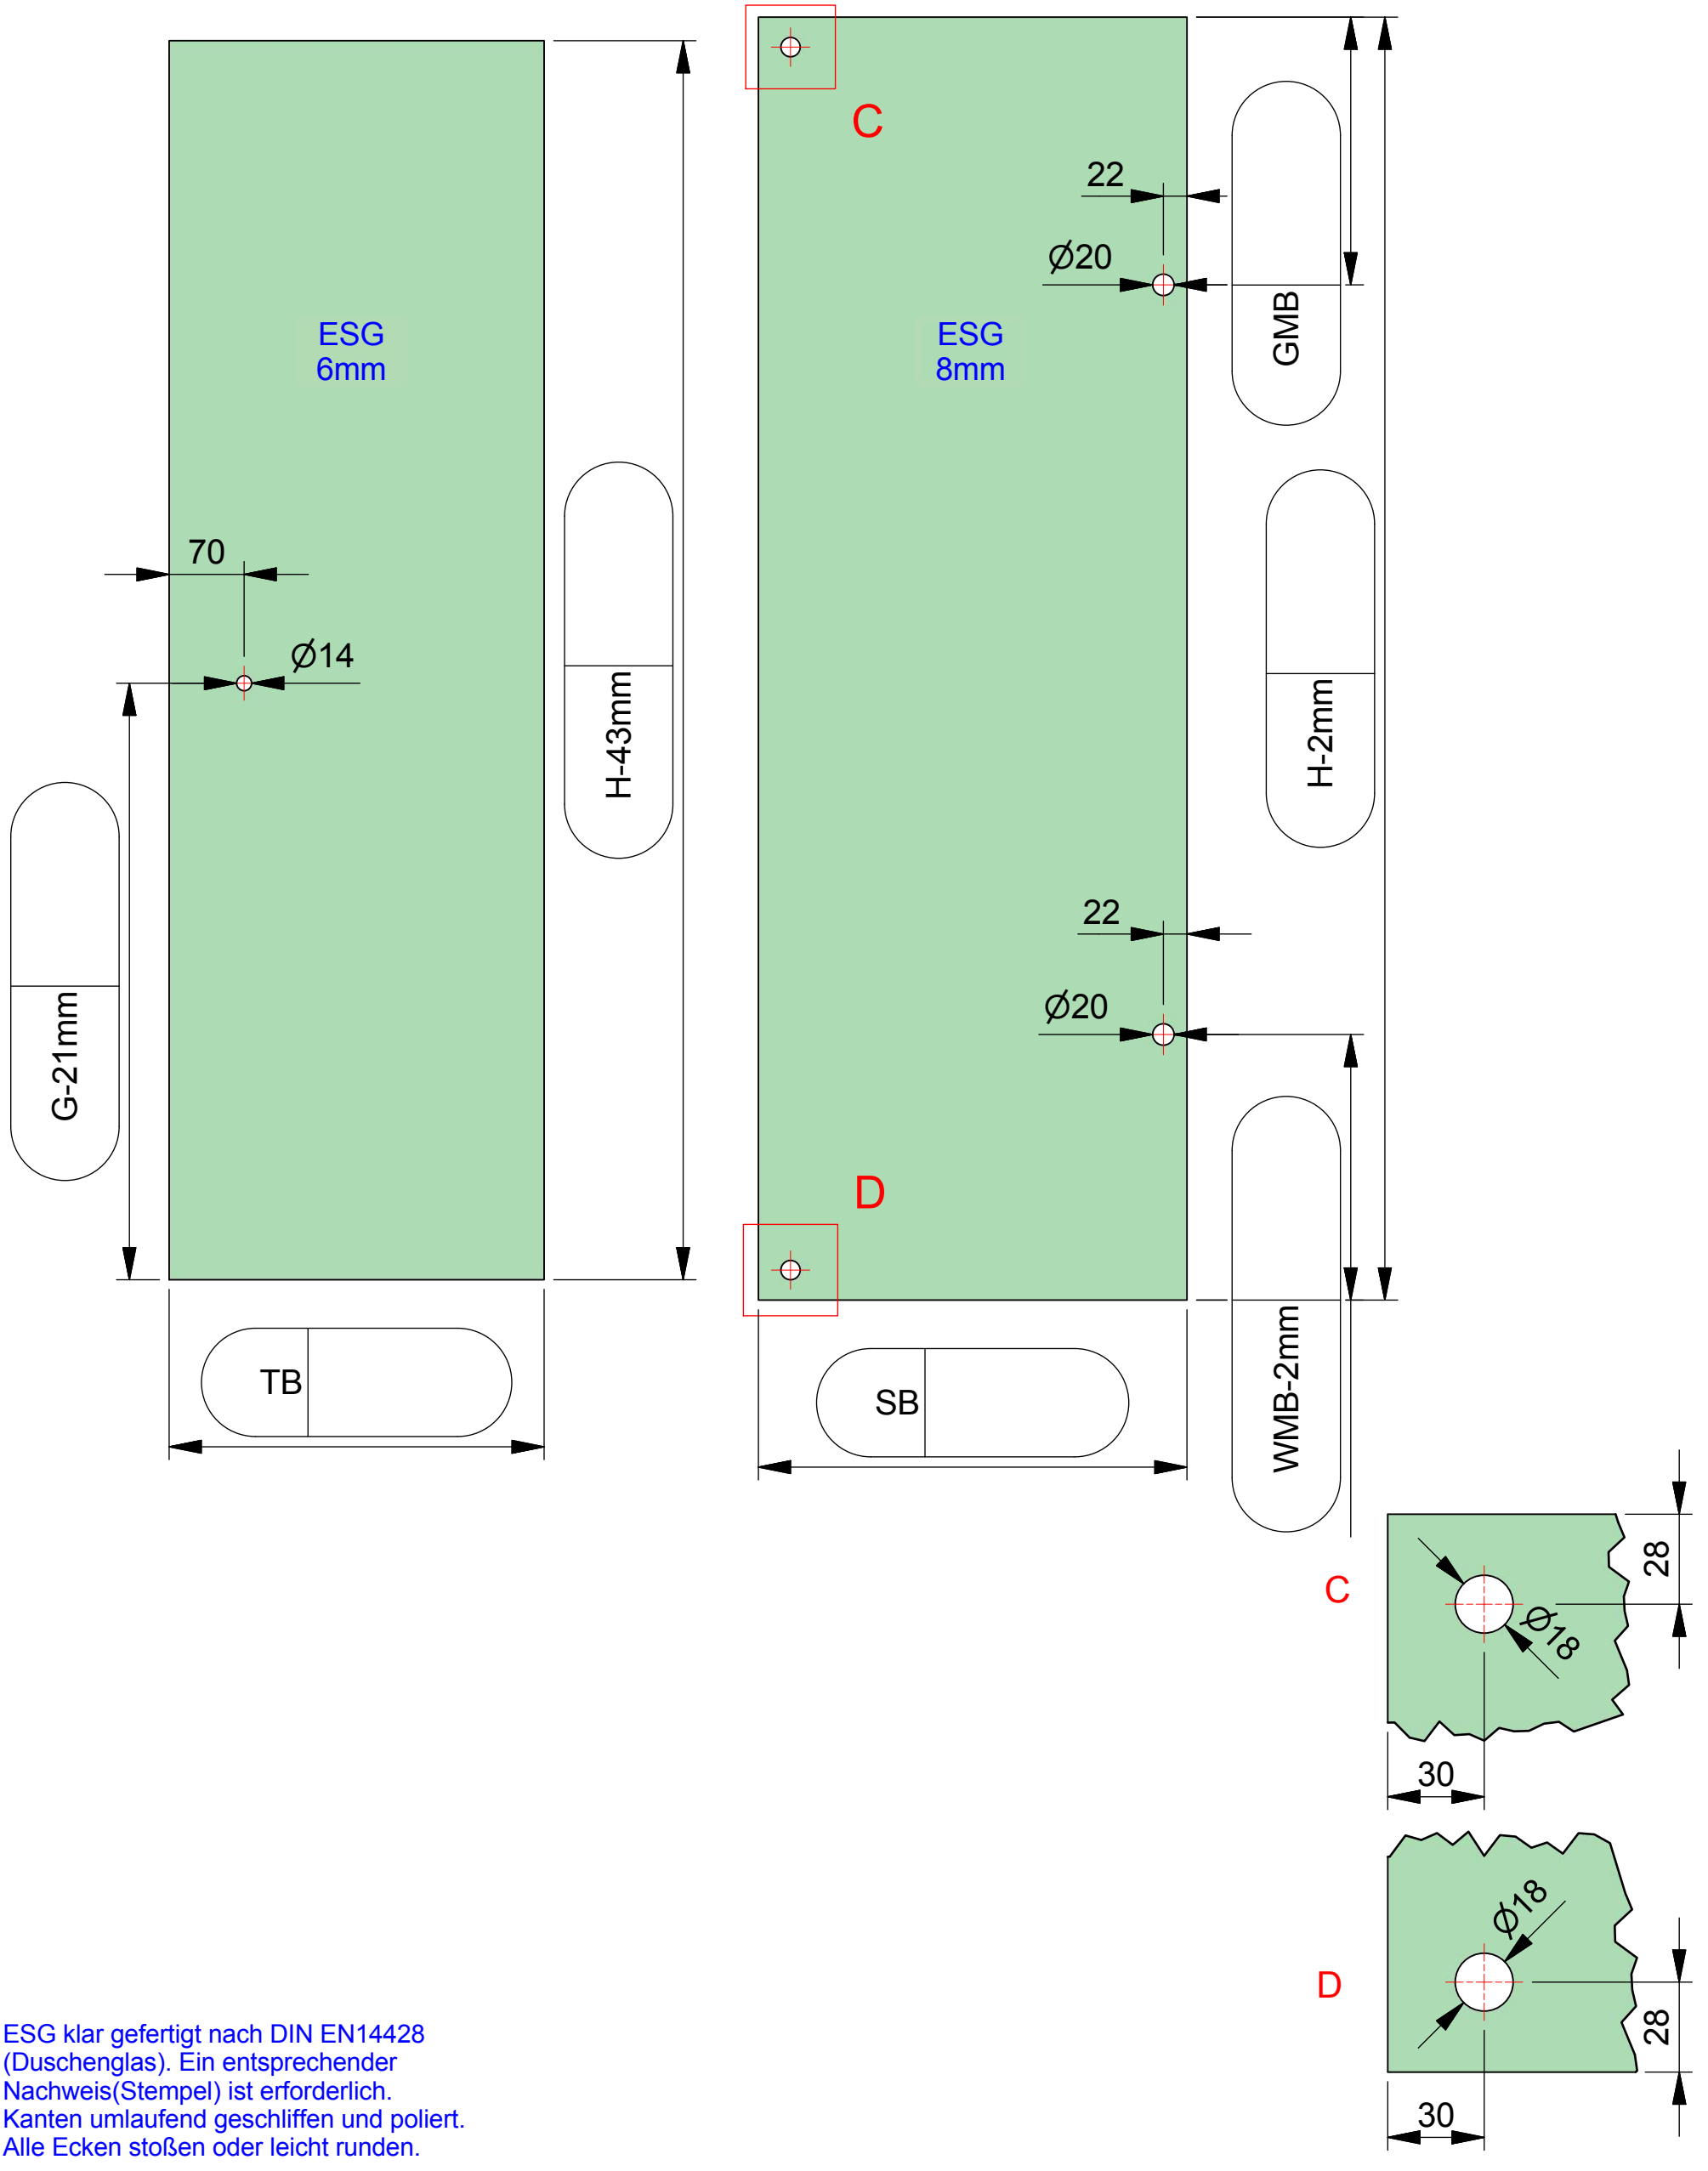 C
22
Ø20
GMB
ESG
6mm
ESG
8mm
70
Ø14
H-43mm
H-2mm
22
G-21mm
Ø20
D
TB
SB
WMB-2mm
C
28
Ø18
30
Ø18
D
28
30
ESG klar gefertigt nach DIN EN14428
(Duschenglas). Ein entsprechender
Nachweis(Stempel) ist erforderlich.
Kanten umlaufend geschliffen und poliert.
Alle Ecken stoßen oder leicht runden.